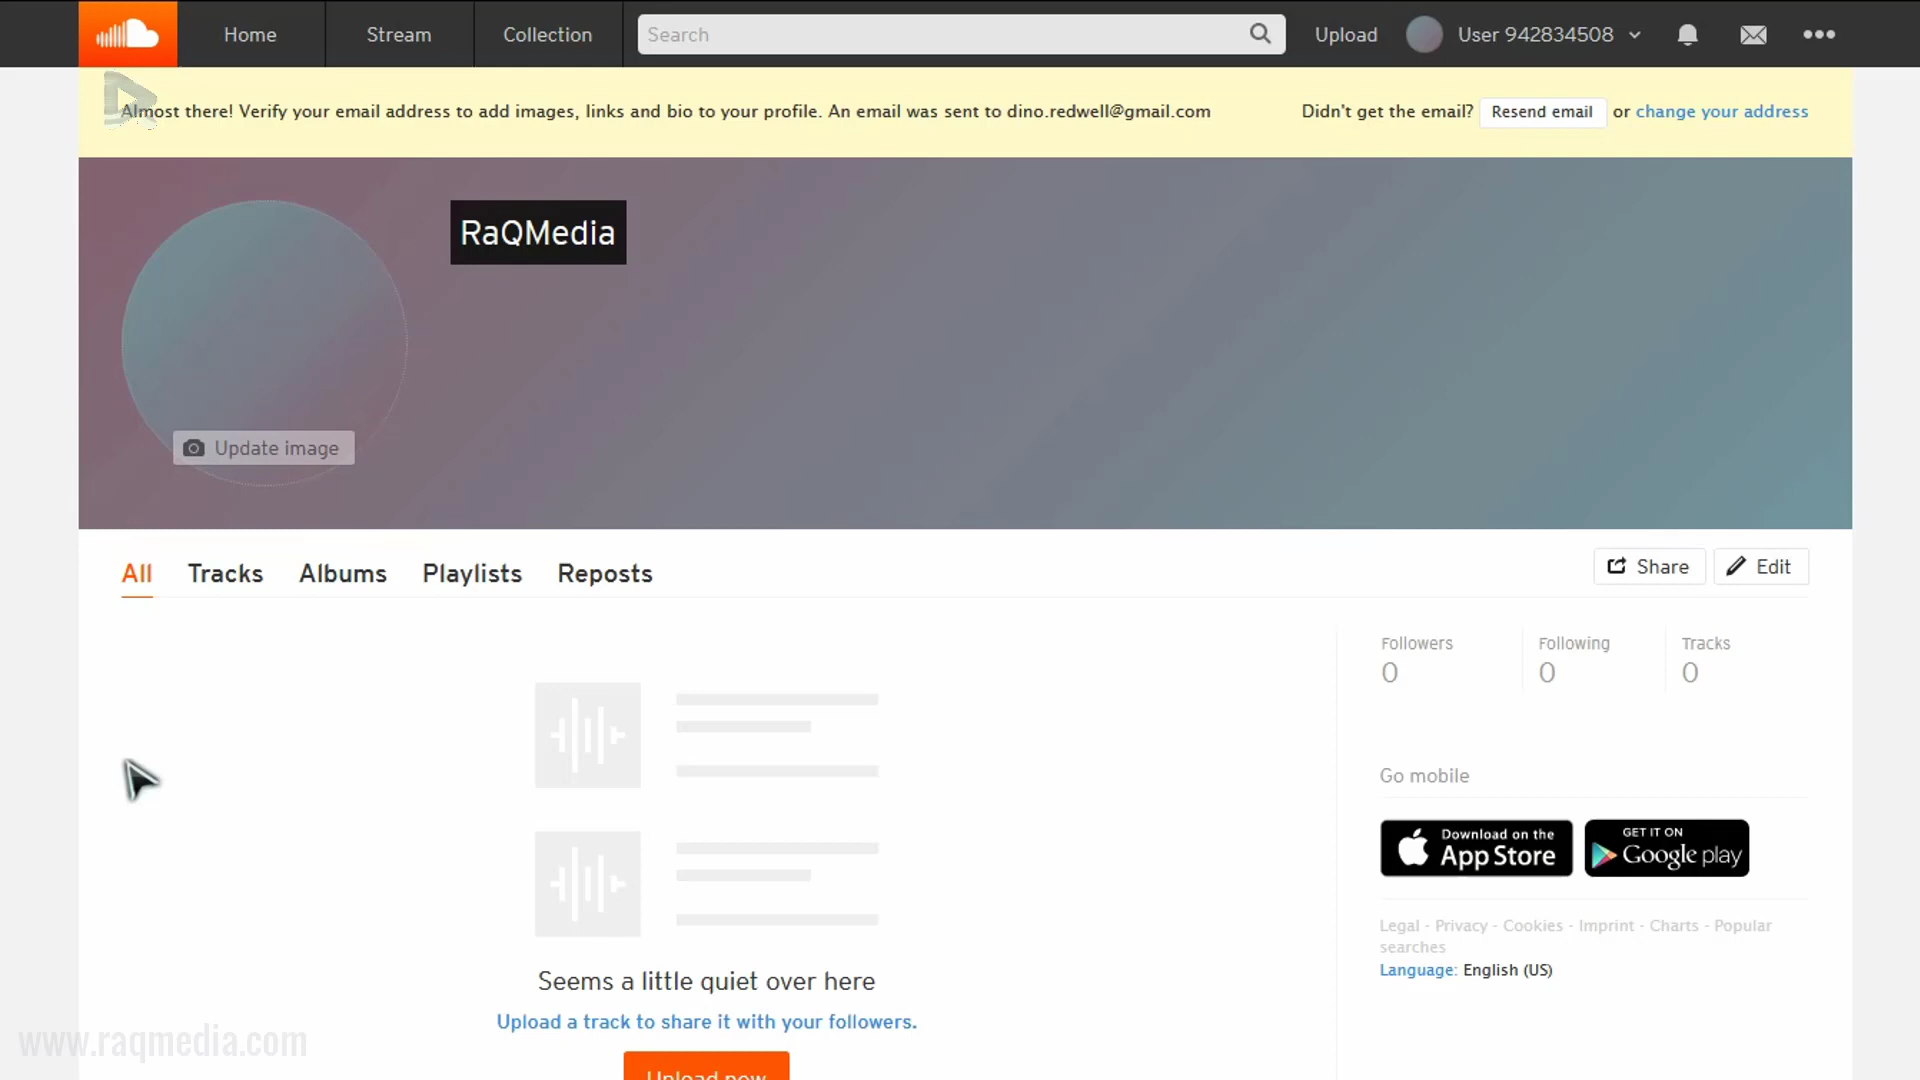 Home Stream Collection Search Upload User 942834508
Almost there! Verify your email address to add images, links and bio to your profile. An email was sent to dino.redwell@gmail.com Didn't get the email? Resend email or change your address
RaQMedia
Update image
All Tracks Albums Playlists Reposts Share Edit
Followers Following Tracks
0 0 0
Go mobile
Download on the App Store
GET IT ON Google play
Legal - Privacy - Cookies - Imprint - Charts - Popular
searches
Language: English (US)
Seems a little quiet over here
Upload a track to share it with your followers.
Upload now
www.raqmedia.com